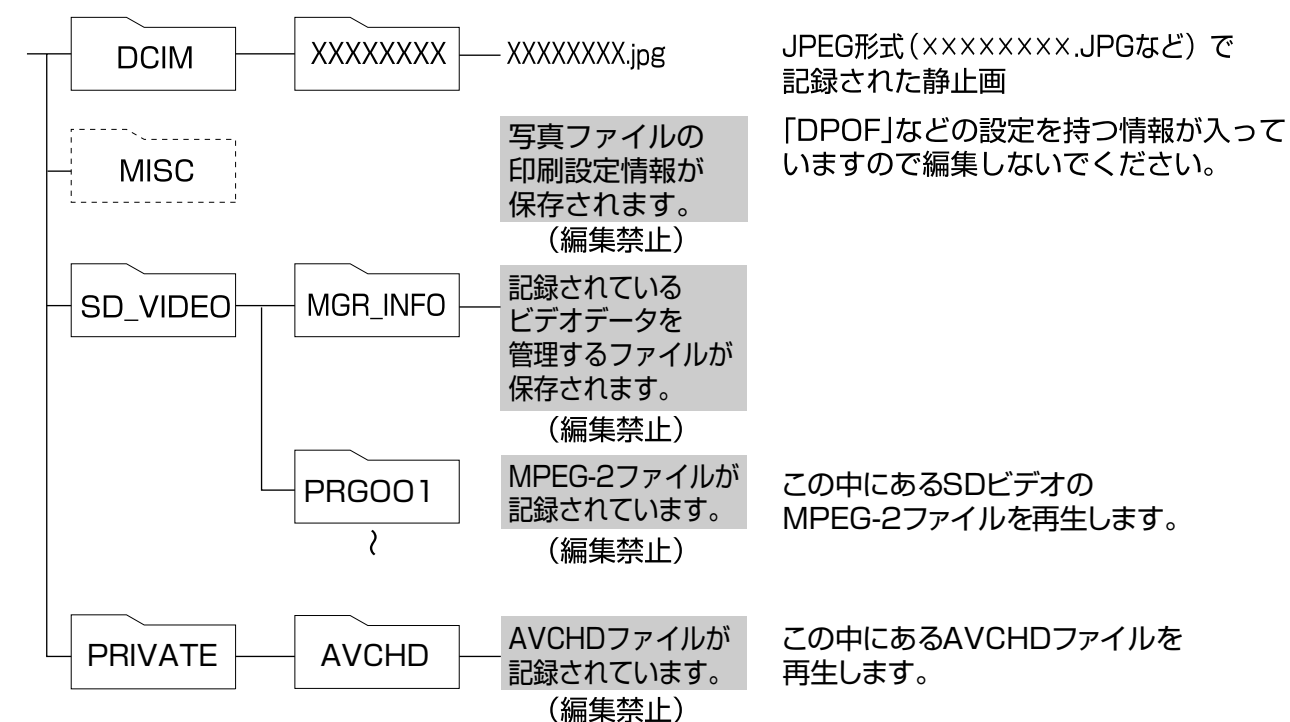 DCIM
XXXXXXXX
XXXXXXXX.jpg
JPEG形式(××××××××.JPGなど)で
記録された静止画
MISC
写真ファイルの
印刷設定情報が
保存されます。
(編集禁止)
「DPOF」などの設定を持つ情報が入って
いますので編集しないでください。
SD_VIDEO
MGR_INFO
記録されている
ビデオデータを
管理するファイルが
保存されます。
(編集禁止)
PRG001
~
MPEG-2ファイルが
記録されています。
(編集禁止)
この中にあるSDビデオの
MPEG-2ファイルを再生します。
PRIVATE
AVCHD
AVCHDファイルが
記録されています。
(編集禁止)
この中にあるAVCHDファイルを
再生します。